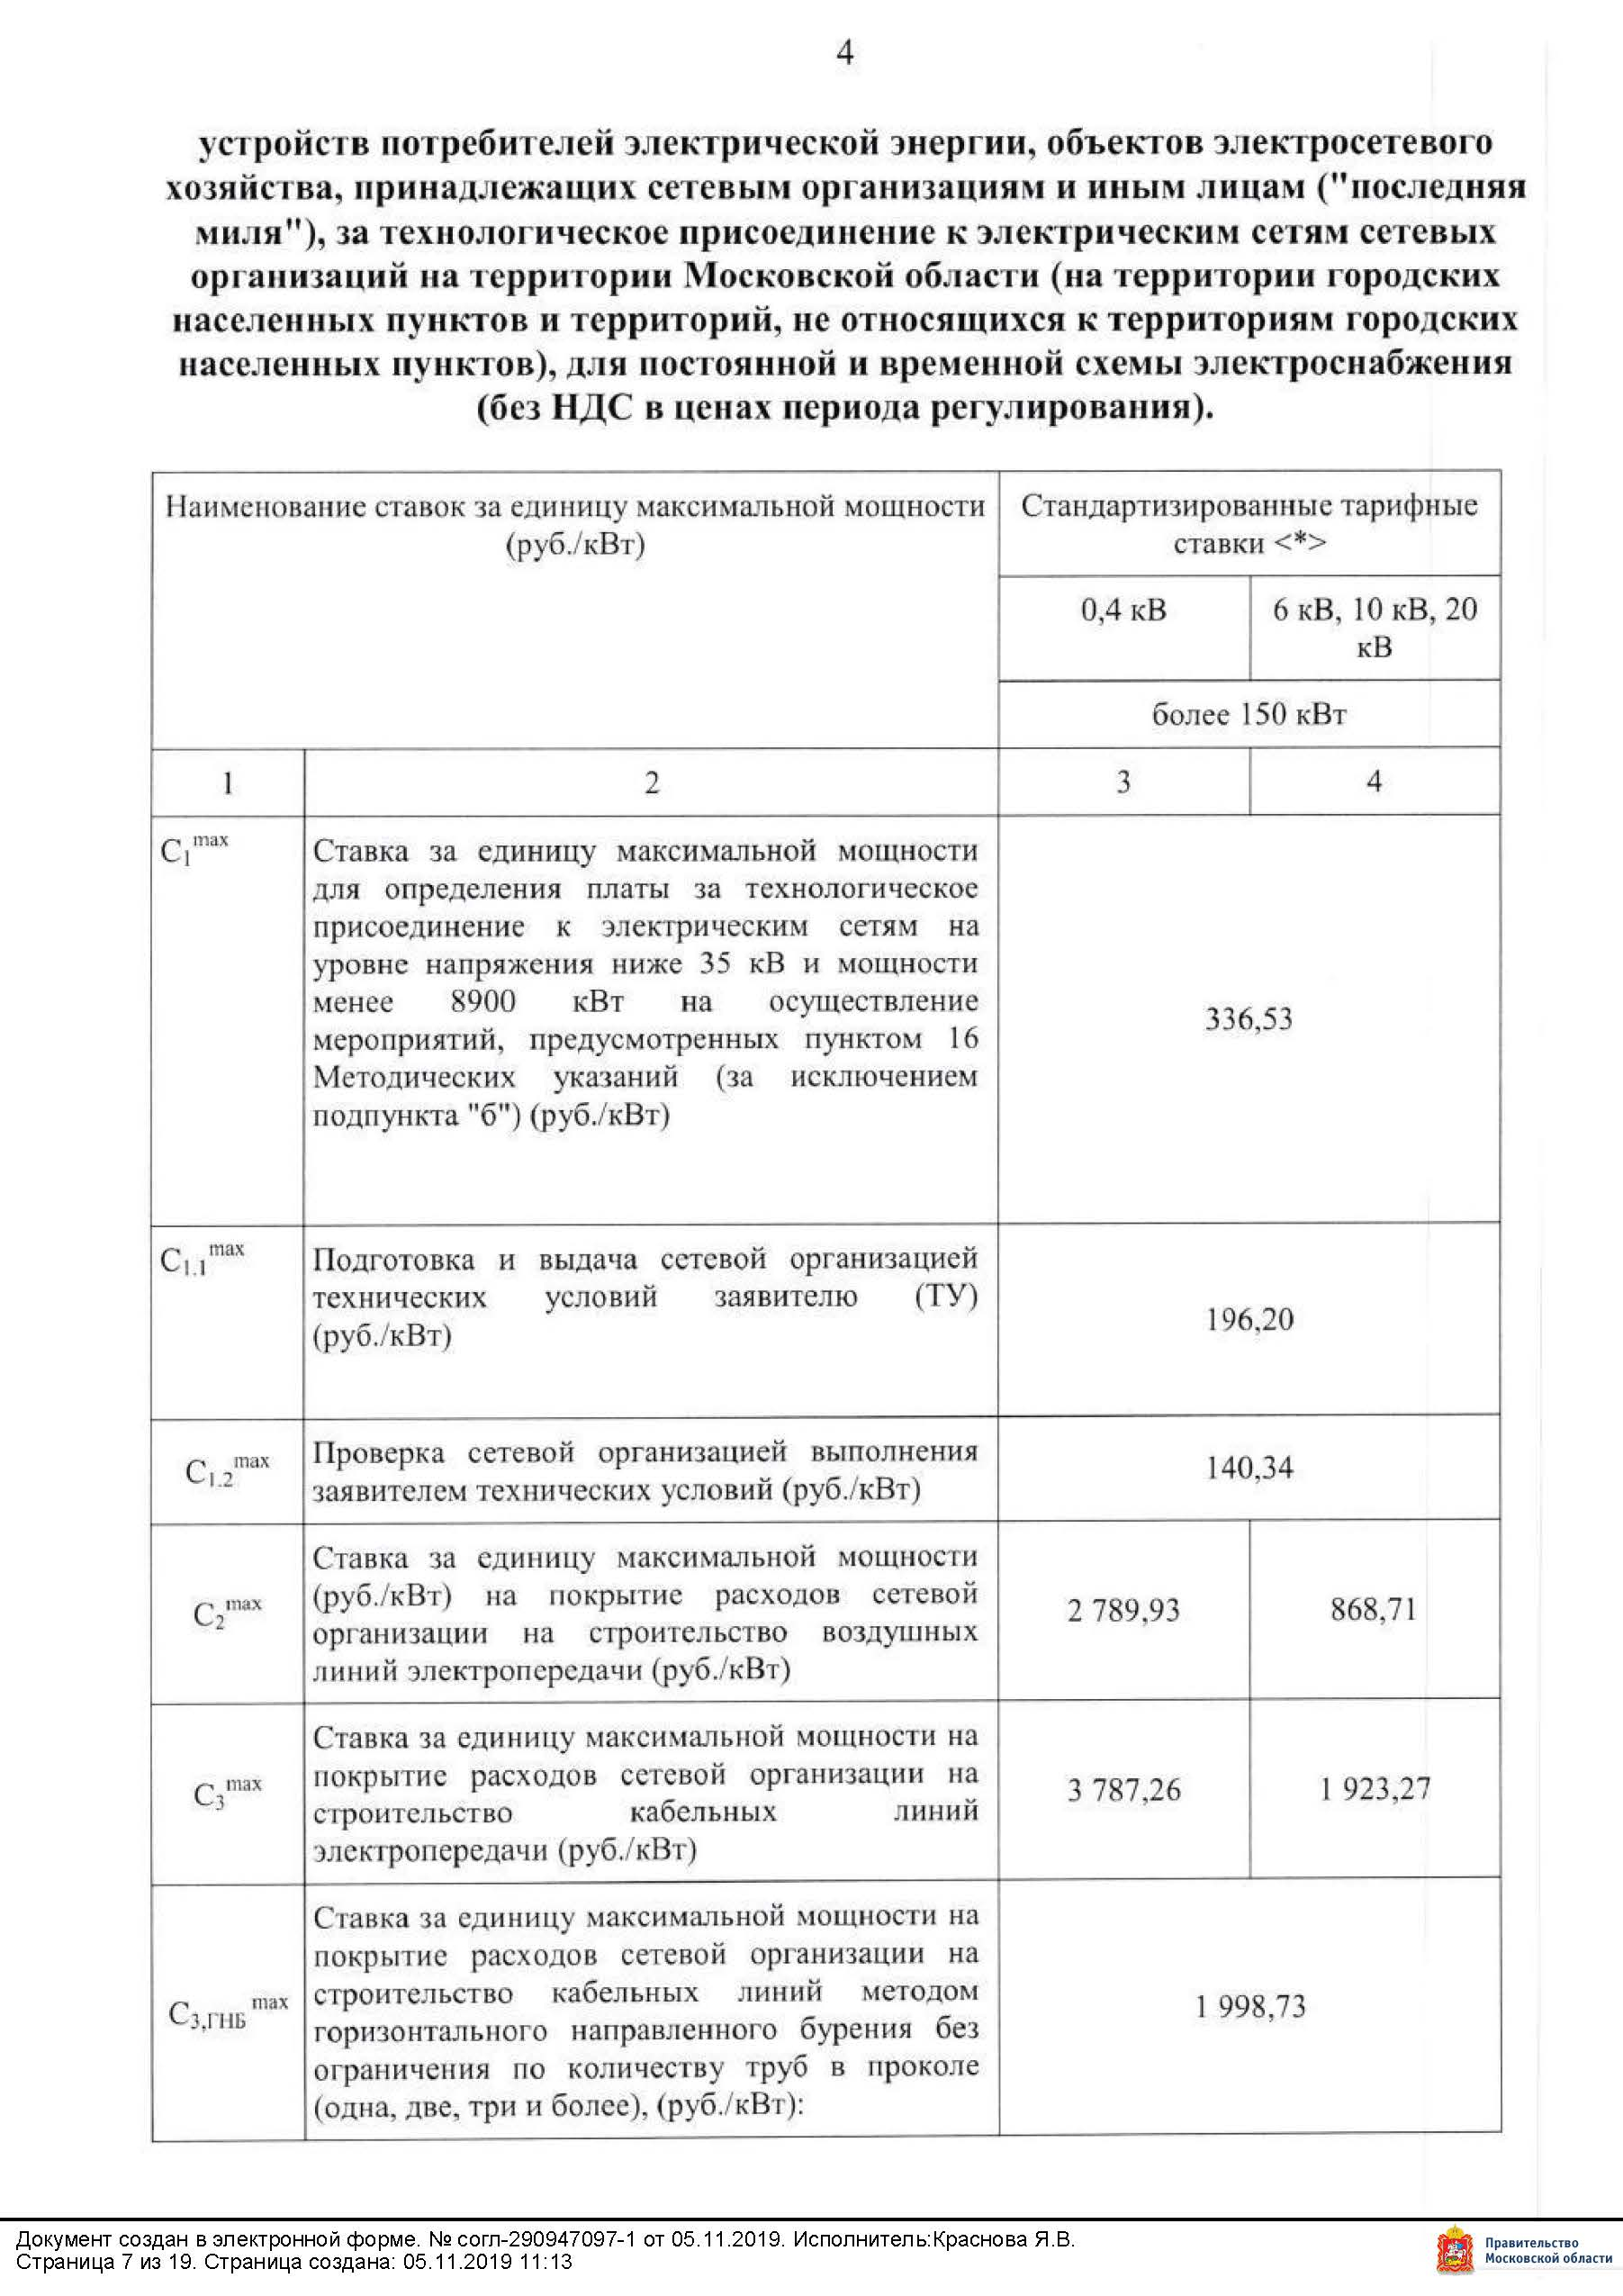 4
устройств потребителей электрической энергии, объектов электросетевого
хозяйства, принадлежащих сетевым организациям и иным лицам ("последняя
миля"), за технологическое присоединение к электрическим сетям сетевых
организаций на территории Московской области (на территории городских
населенных пунктов и территорий, не относящихся к территориям городских
населенных пунктов), для постоянной и временной схемы электроснабжения
(без НДС в ценах периода регулирования).
Наименование ставок за единицу максимальной мощности
(руб./кВт)
Стандартизированные тарифные
ставки <*>
0,4 кВ
6 кВ, 10 кВ, 20
кВ
более 150 кВт
1 2 3 4
C1 max
Ставка за единицу максимальной мощности
для определения платы за технологическое
присоединение к электрическим сетям на
уровне напряжения ниже 35 кВ и мощности
менее 8900 кВт на осуществление
мероприятий, предусмотренных пунктом 16
Методических указаний (за исключением
подпункта "б") (руб./кВт)
336,53
C1.1 max
Подготовка и выдача сетевой организацией
технических условий заявителю (ТУ)
(руб./кВт)
196,20
C1.2 max
Проверка сетевой организацией выполнения
заявителем технических условий (руб./кВт)
140,34
C2 max
Ставка за единицу максимальной мощности
(руб./кВт) на покрытие расходов сетевой
организации на строительство воздушных
линий электропередачи (руб./кВт)
2 789,93
868,71
C3 max
Ставка за единицу максимальной мощности на
покрытие расходов сетевой организации на
строительство кабельных линий
электропередачи (руб./кВт)
3 787,26
1 923,27
C3,ГНБ max
Ставка за единицу максимальной мощности на
покрытие расходов сетевой организации на
строительство кабельных линий методом
горизонтального направленного бурения без
ограничения по количеству труб в проколе
(одна, две, три и более), (руб./кВт):
1 998,73
Документ создан в электронной форме. № согл-290947097-1 от 05.11.2019. Исполнитель:Краснова Я.В.
Страница 7 из 19. Страница создана: 05.11.2019 11:13
Правительство
Московской области